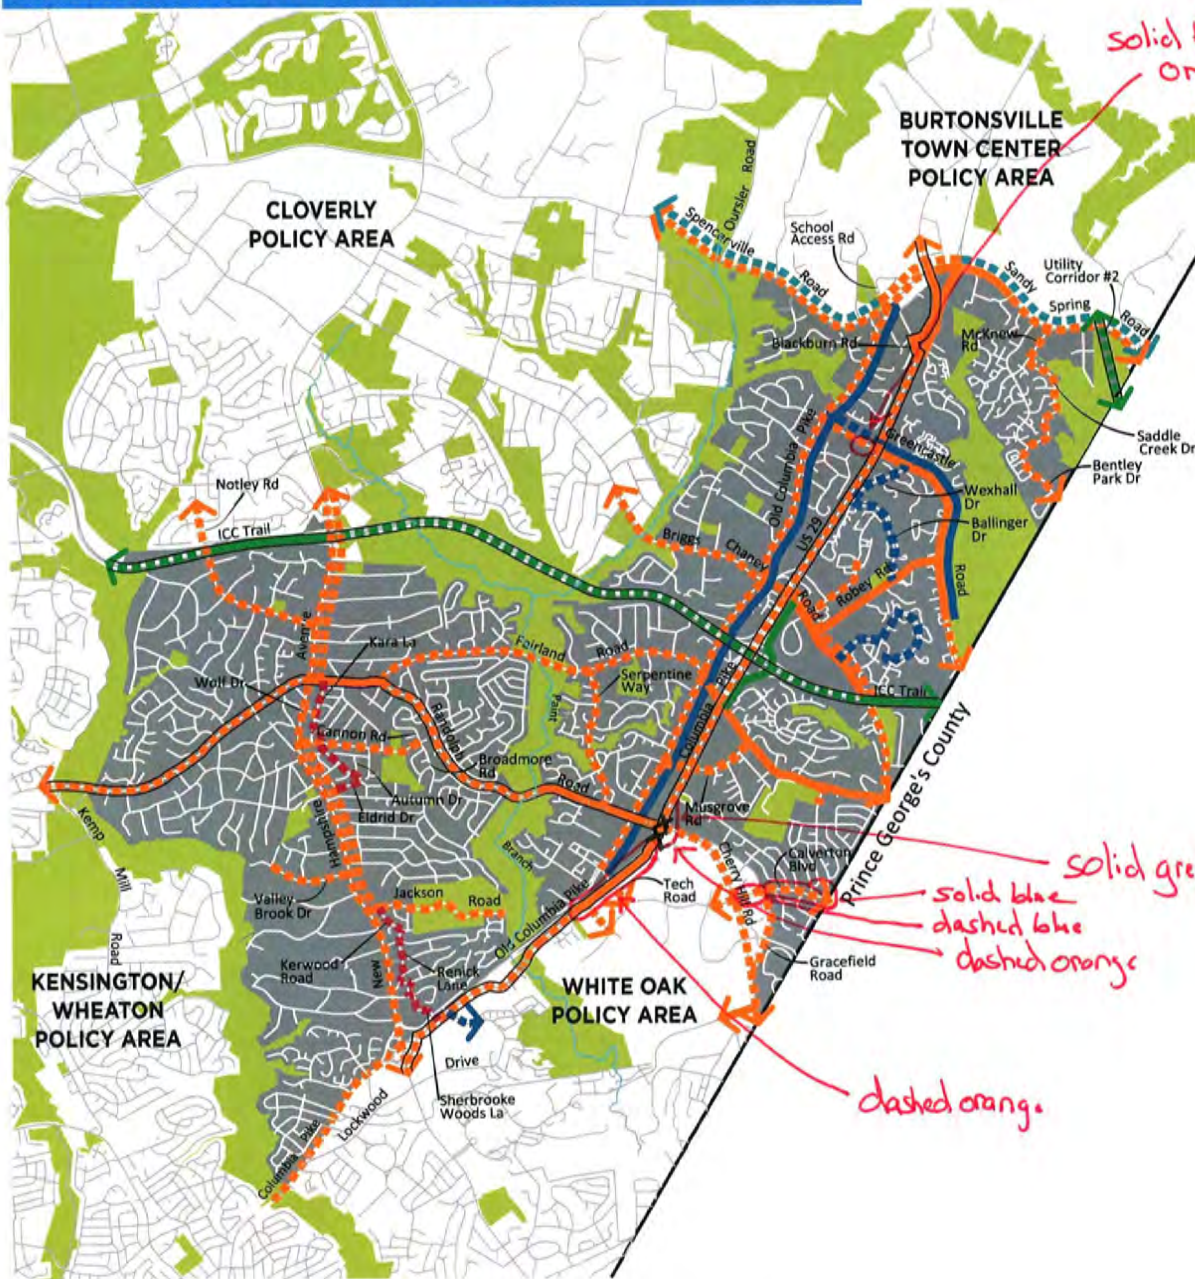 solid
or
BURTONSVILLE
TOWN CENTER
POLICY AREA
CLOVERLY
POLICY AREA
Oursler Road
Spencerville
Road
School
Access Rd
Sandy
Spring
Road
Utility
Corridor #2
Blackburn Rd
McKnew
Rd
Saddle
Creek Dr
Bentley
Park Dr
Greencastle
Road
Wexhall
Dr
Ballinger
Dr
Old Columbia Pike
US 29
Notley Rd
ICC Trail
Briggs
Chaney
Road
Robey Rd
Avenue
Kara La
Fairland
Road
Serpentine
Way
Wolf Dr
Cannon Rd
Randolph
Road
Paint
Branch
Columbia Pike
ICC Trail
Broadmore
Rd
Autumn Dr
Eldrid Dr
Musgrove
Rd
Prince George's County
Kemp
Mill
Road
Hampshire
New
Valley
Brook Dr
Jackson
Road
Old Columbia Pike
Tech
Road
Cherry Hill Rd
Calverton
Blvd
solid gre
solid blue
dashed blue
dashed orange
Kerwood
Road
Renick
Lane
Gracefield
Road
KENSINGTON/
WHEATON
POLICY AREA
WHITE OAK
POLICY AREA
Drive
Lockwood
Sherbrooke
Woods La
Columbia Pike
dashed orange